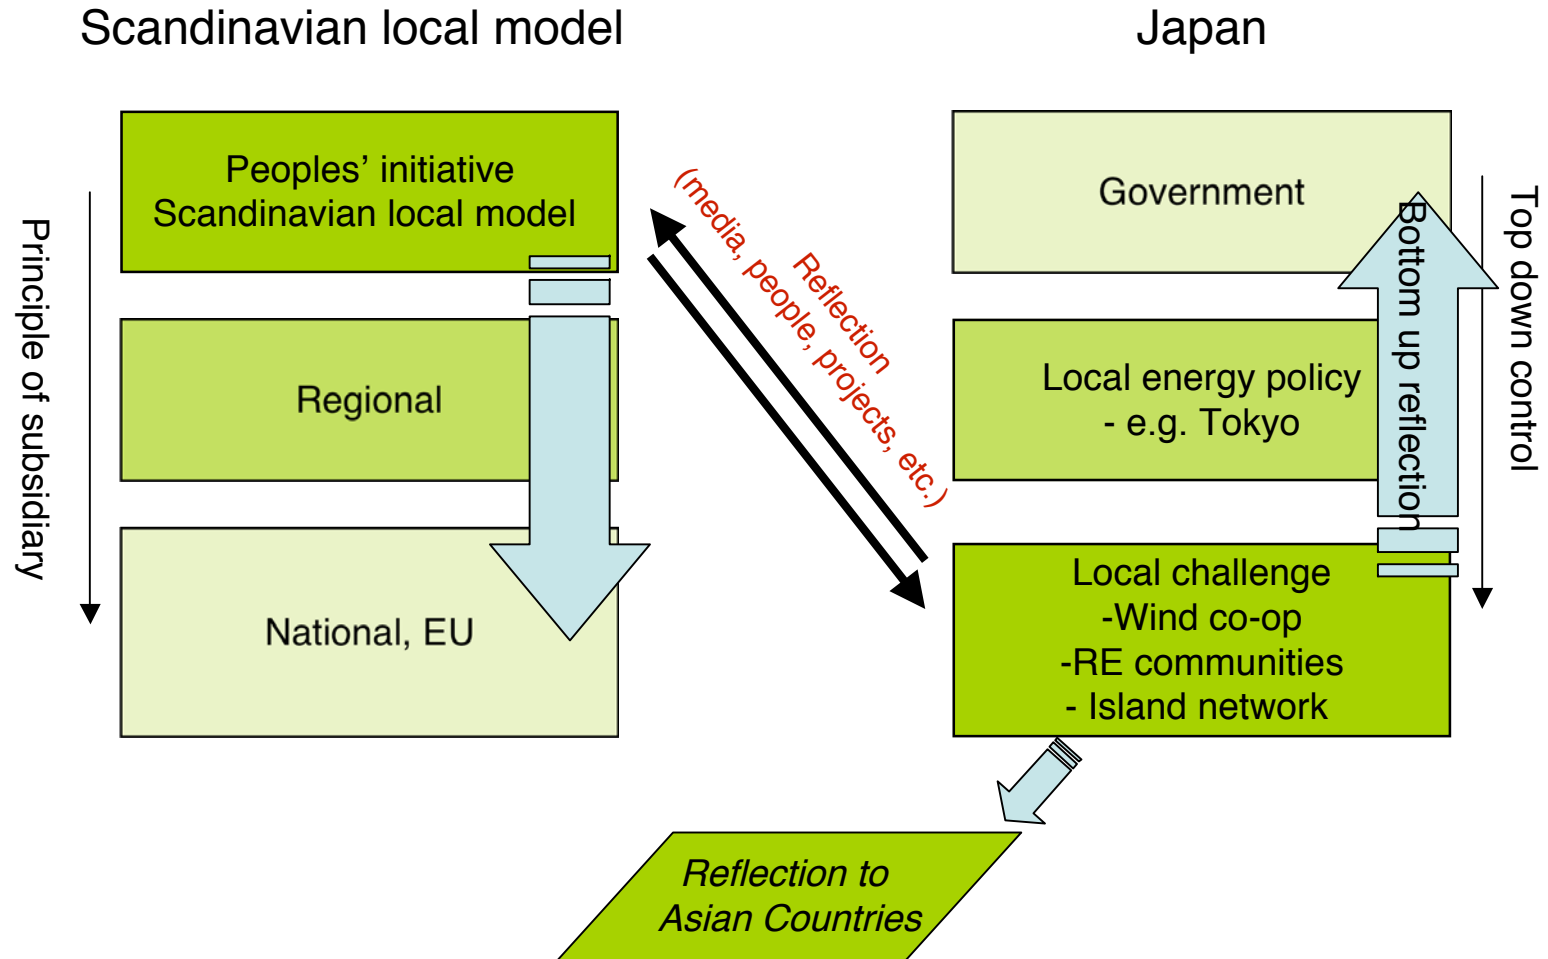 Scandinavian local model
Japan
Principle of subsidiary
Peoples’ initiative
Scandinavian local model
Regional
National, EU
Reflection
(media, people, projects, etc.)
Government
Local energy policy
- e.g. Tokyo
Local challenge
-Wind co-op
-RE communities
- Island network
Bottom up reflection
Top down control
Reflection to
Asian Countries